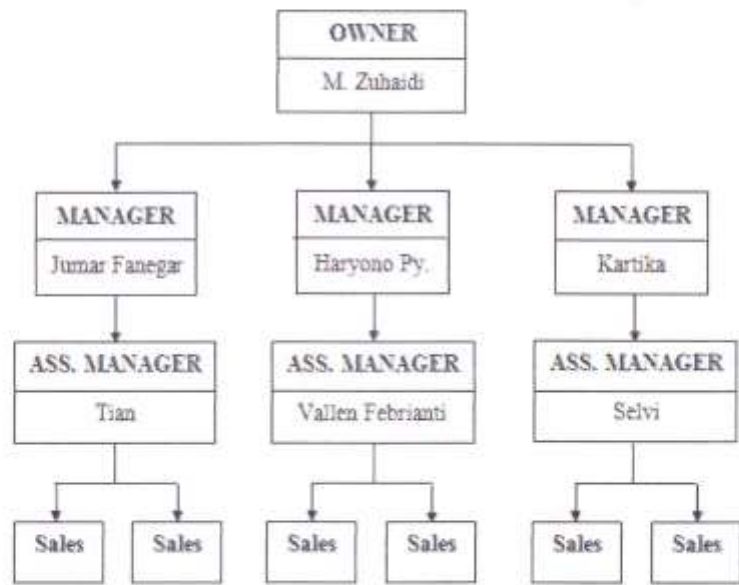 OWNER
M. Zuhaidi
MANAGER
Jumar Fanegar
MANAGER
Haryono Py.
MANAGER
Kartika
ASS. MANAGER
Tian
ASS. MANAGER
Vallen Febrianti
ASS. MANAGER
Selvi
Sales
Sales
Sales
Sales
Sales
Sales